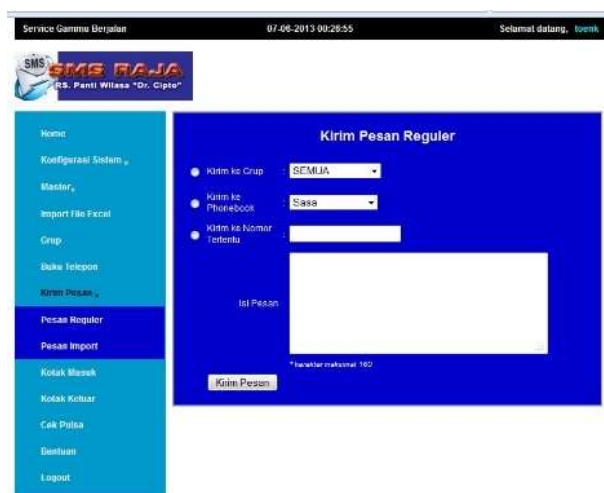 Service Gammu Berjalan 07-06-2013 00:26:55 Selamat datang, toenk
SMS
SMS RAJA
RS. Panti Wilasa "Dr. Cipto"
Home
Konfigurasi Sistem
Master
Import File Excel
Grup
Buku Telepon
Kirim Pesan
Pesan Reguler
Pesan Import
Kotak Masuk
Kotak Keluar
Cek Pulsa
Bantuan
Logout
Kirim Pesan Reguler
Kirim ke Grup : SEMUA
Kirim ke
Phonebook : Sasa
Kirim ke Nomor
Tertentu :
Isi Pesan
*karakter maksimal 160
Kirim Pesan